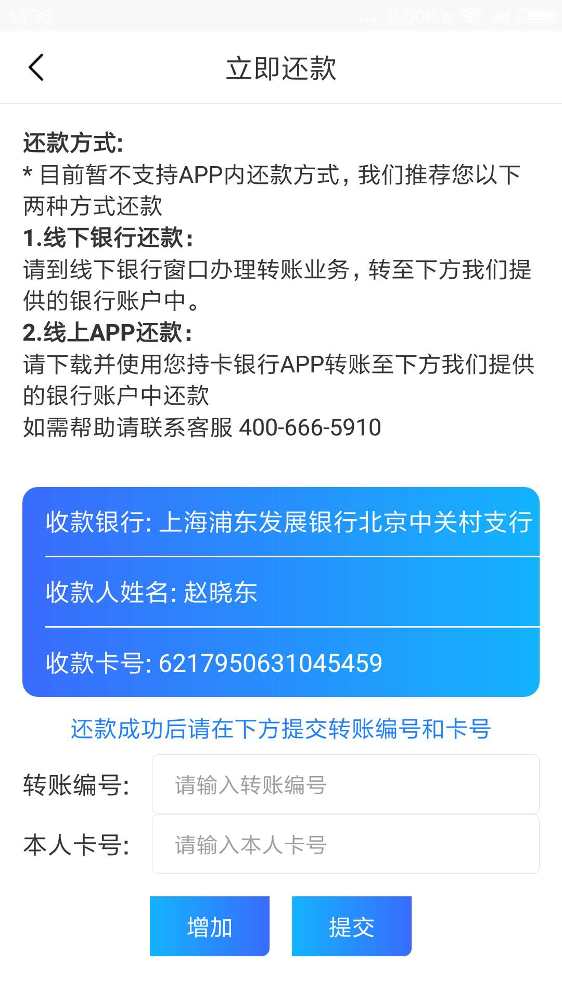 13:36
... 0.00K/s
立即还款
还款方式:
* 目前暂不支持APP内还款方式，我们推荐您以下
两种方式还款
1.线下银行还款：
请到线下银行窗口办理转账业务，转至下方我们提
供的银行账户中。
2.线上APP还款：
请下载并使用您持卡银行APP转账至下方我们提供
的银行账户中还款
如需帮助请联系客服 400-666-5910
收款银行: 上海浦东发展银行北京中关村支行
收款人姓名: 赵晓东
收款卡号: 6217950631045459
还款成功后请在下方提交转账编号和卡号
转账编号: 请输入转账编号
本人卡号: 请输入本人卡号
增加 提交